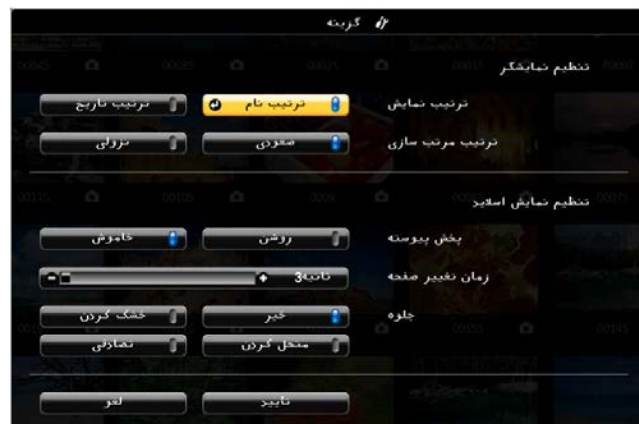 گزینه
تنظیم نمایشگر
ترتیب نمایش ترتیب نام ترتیب تاریخ
ترتیب مرتب سازی صعودی نزولی
تنظیم نمایش اسلاید
پخش پیوسته روشن خاموش
زمان تغییر صفحه 3ثانیه
جلوه خیر خشک کردن
منحل کردن تصادفی
تایید لغو